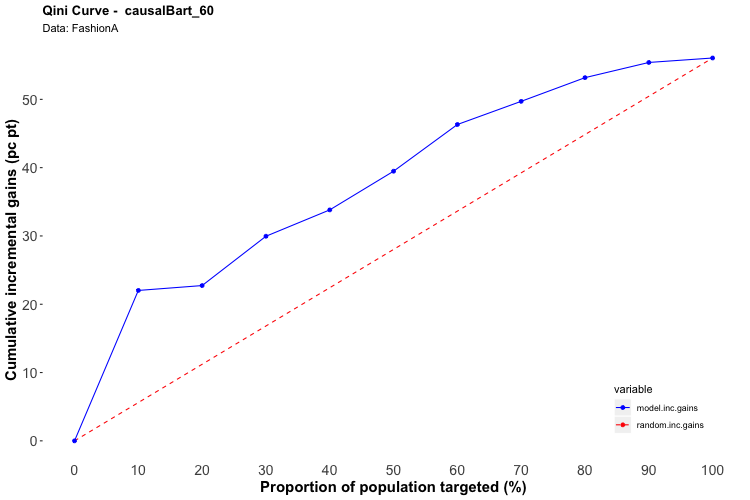 Qini Curve - causalBart_60
Data: FashionA
Cumulative incremental gains (pc pt)
50
40
30
20
10
0
variable
model.inc.gains
random.inc.gains
0 10 20 30 40 50 60 70 80 90 100
Proportion of population targeted (%)